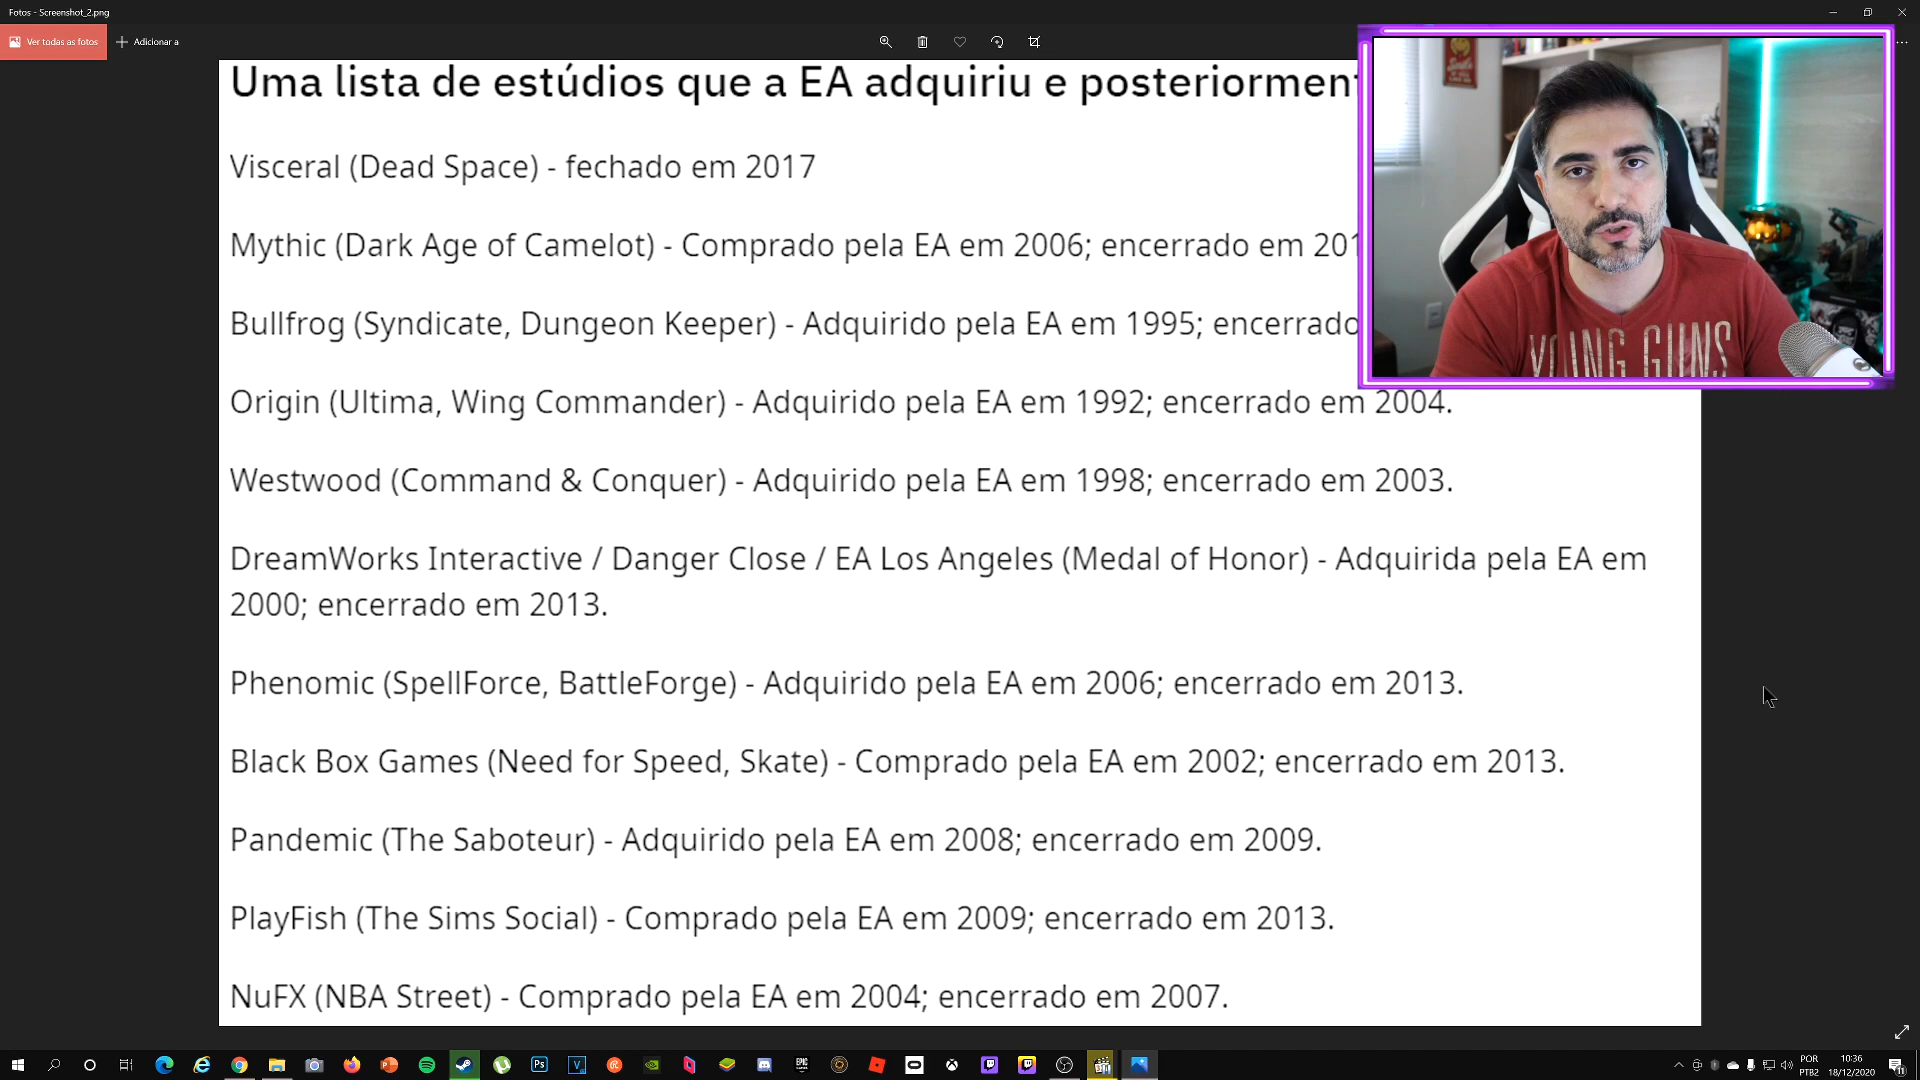 Fotos - Screenshot_2.png
Ver todas as fotos
Adicionar a
Uma lista de estúdios que a EA adquiriu e
Visceral (Dead Space) - fechado em 2017
Mythic (Dark Age of Camelot) - Comprado pela EA em 2006; encerrado em
Bullfrog (Syndicate, Dungeon Keeper) - Adquirido pela EA em 1995; encerrado
YOUNG GUNS
Origin (Ultima, Wing Commander) - Adquirido pela EA em 1992; encerrado em 2004.
Westwood (Command & Conquer) - Adquirido pela EA em 1998; encerrado em 2003.
DreamWorks Interactive / Danger Close / EA Los Angeles (Medal of Honor) - Adquirida pela EA em
2000; encerrado em 2013.
Phenomic (SpellForce, BattleForge) - Adquirido pela EA em 2006; encerrado em 2013.
Black Box Games (Need for Speed, Skate) - Comprado pela EA em 2002; encerrado em 2013.
Pandemic (The Saboteur) - Adquirido pela EA em 2008; encerrado em 2009.
PlayFish (The Sims Social) - Comprado pela EA em 2009; encerrado em 2013.
NuFX (NBA Street) - Comprado pela EA em 2004; encerrado em 2007.
POR
PTB2
10:36
18/12/2020